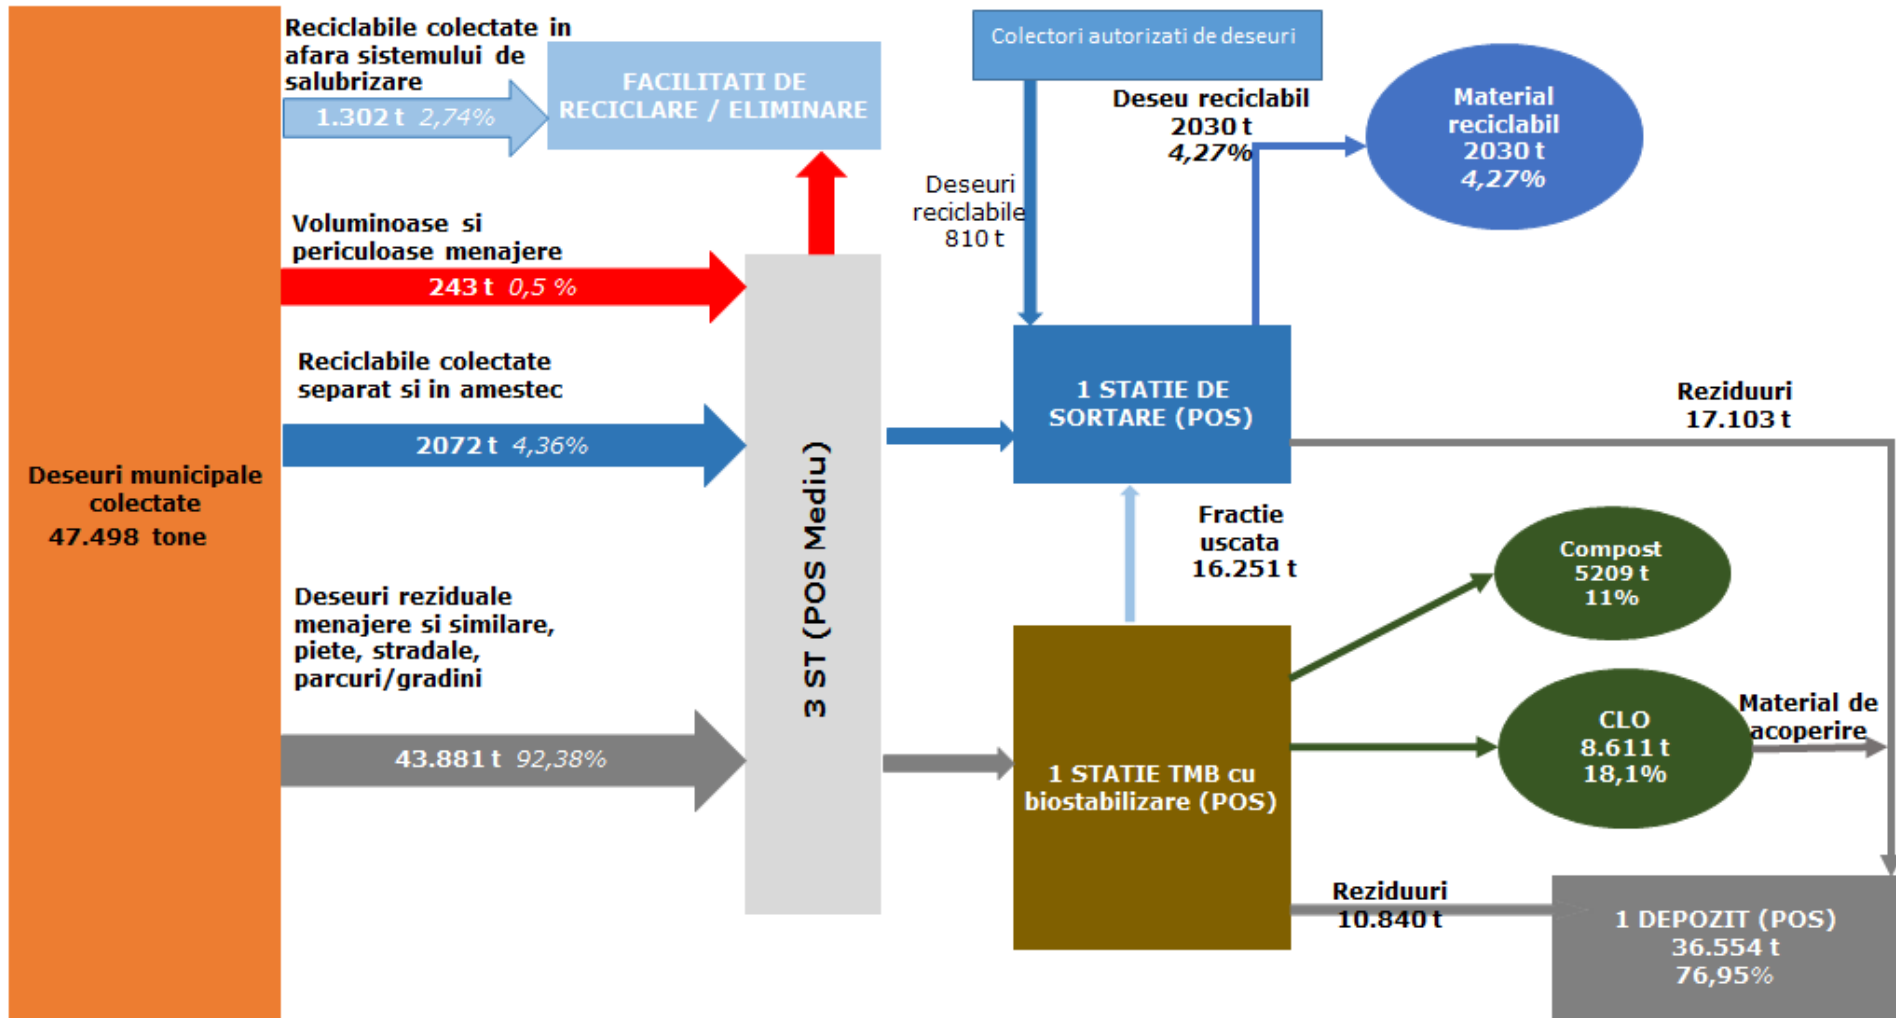 Deseuri municipale
colectate
47.498 tone
Reciclabile colectate in
afara sistemului de
salubrizare
1.302 t 2,74%
FACILITATI DE
RECICLARE / ELIMINARE
Voluminoase si
periculoase menajere
243 t 0,5 %
Reciclabile colectate
separat si in amestec
2072 t 4,36%
Deseuri reziduale
menajere si similare,
piete, stradale,
parcuri/gradini
43.881 t 92,38%
3 ST (POS Mediu)
Colectori autorizati de deseuri
Deseuri
reciclabile
810 t
Deseu reciclabil
2030 t
4,27%
Material
reciclabil
2030 t
4,27%
1 STATIE DE
SORTARE (POS)
Reziduuri
17.103 t
Fractie
uscata
16.251 t
1 STATIE TMB cu
biostabilizare (POS)
Compost
5209 t
11%
CLO
8.611 t
18,1%
Material de
acoperire
Reziduuri
10.840 t
1 DEPOZIT (POS)
36.554 t
76,95%